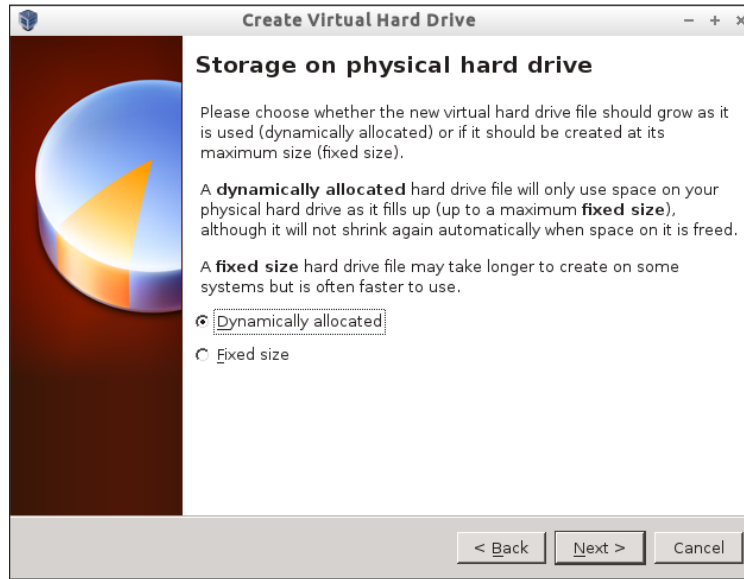 Create Virtual Hard Drive
Storage on physical hard drive
Please choose whether the new virtual hard drive file should grow as it
is used (dynamically allocated) or if it should be created at its
maximum size (fixed size).
A dynamically allocated hard drive file will only use space on your
physical hard drive as it fills up (up to a maximum fixed size),
although it will not shrink again automatically when space on it is freed.
A fixed size hard drive file may take longer to create on some
systems but is often faster to use.
Dynamically allocated
Fixed size
< Back Next > Cancel